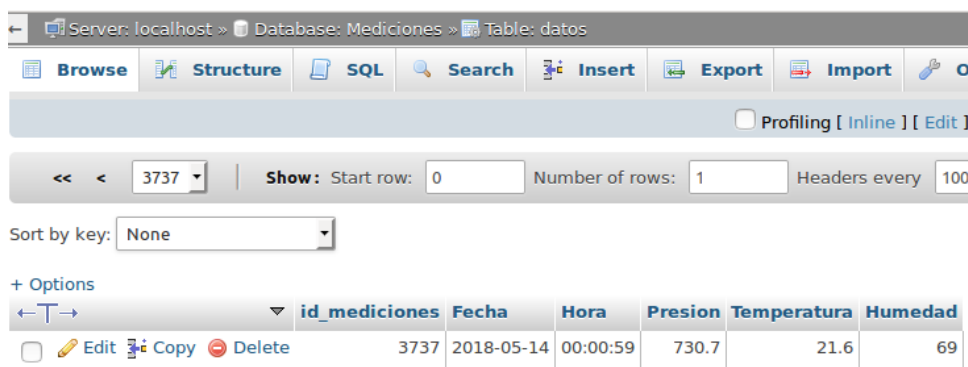 Server: localhost » Database: Mediciones » Table: datos
Browse Structure SQL Search Insert Export Import
Profiling [ Inline ] [ Edit ]
<< < 3737 Show : Start row: 0 Number of rows: 1 Headers every 100
Sort by key: None
+ Options
←T→ id_mediciones Fecha Hora Presion Temperatura Humedad
Edit Copy Delete 3737 2018-05-14 00:00:59 730.7 21.6 69